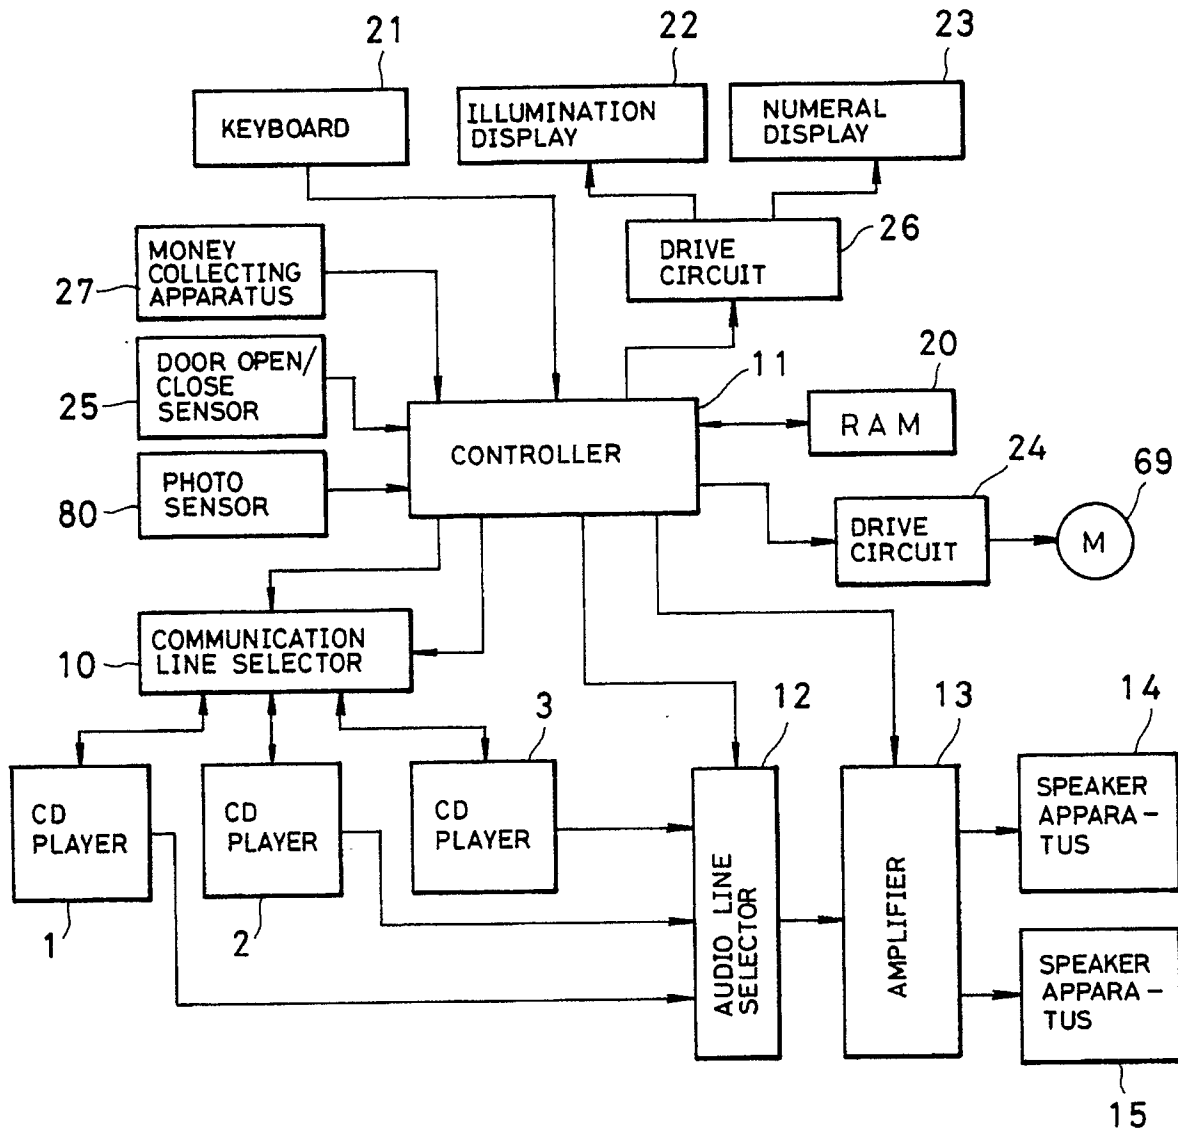 21
22
23
KEYBOARD
ILLUMINATION
DISPLAY
NUMERAL
DISPLAY
MONEY
COLLECTING
APPARATUS
27
DRIVE
CIRCUIT
26
DOOR OPEN/
CLOSE
SENSOR
25
11
20
CONTROLLER
RAM
PHOTO
SENSOR
80
24
69
DRIVE
CIRCUIT
M
COMMUNICATION
LINE SELECTOR
10
3
12
13
14
CD
PLAYER
CD
PLAYER
CD
PLAYER
SPEAKER
APPARA-
TUS
1
2
AUDIO LINE
SELECTOR
AMPLIFIER
SPEAKER
APPARA-
TUS
15